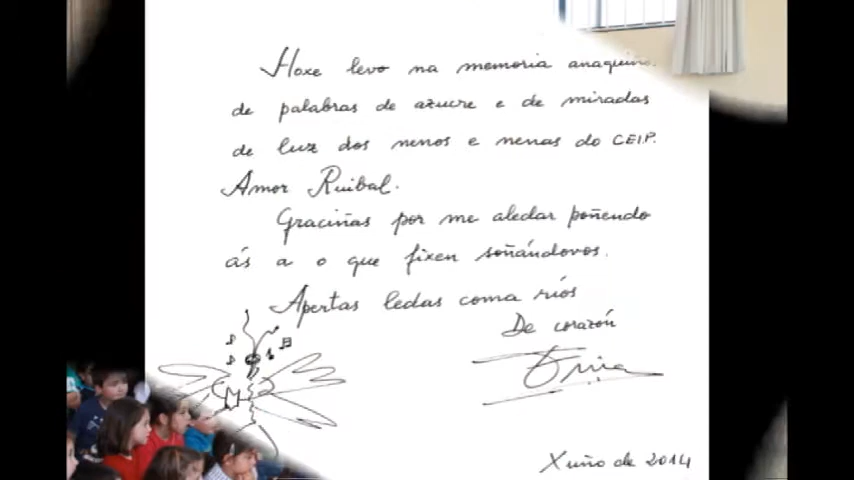 Hoxe levo na memoria anaquiños
de palabras de azucre e de miradas
de luz dos nenos e nenas do CEIP.
Amor Ruibal.
Graciñas por me aledar poñendo
ás a o que fixen soñándovos.
Apertas ledas coma ríos
De corazón
Xuño de 2014